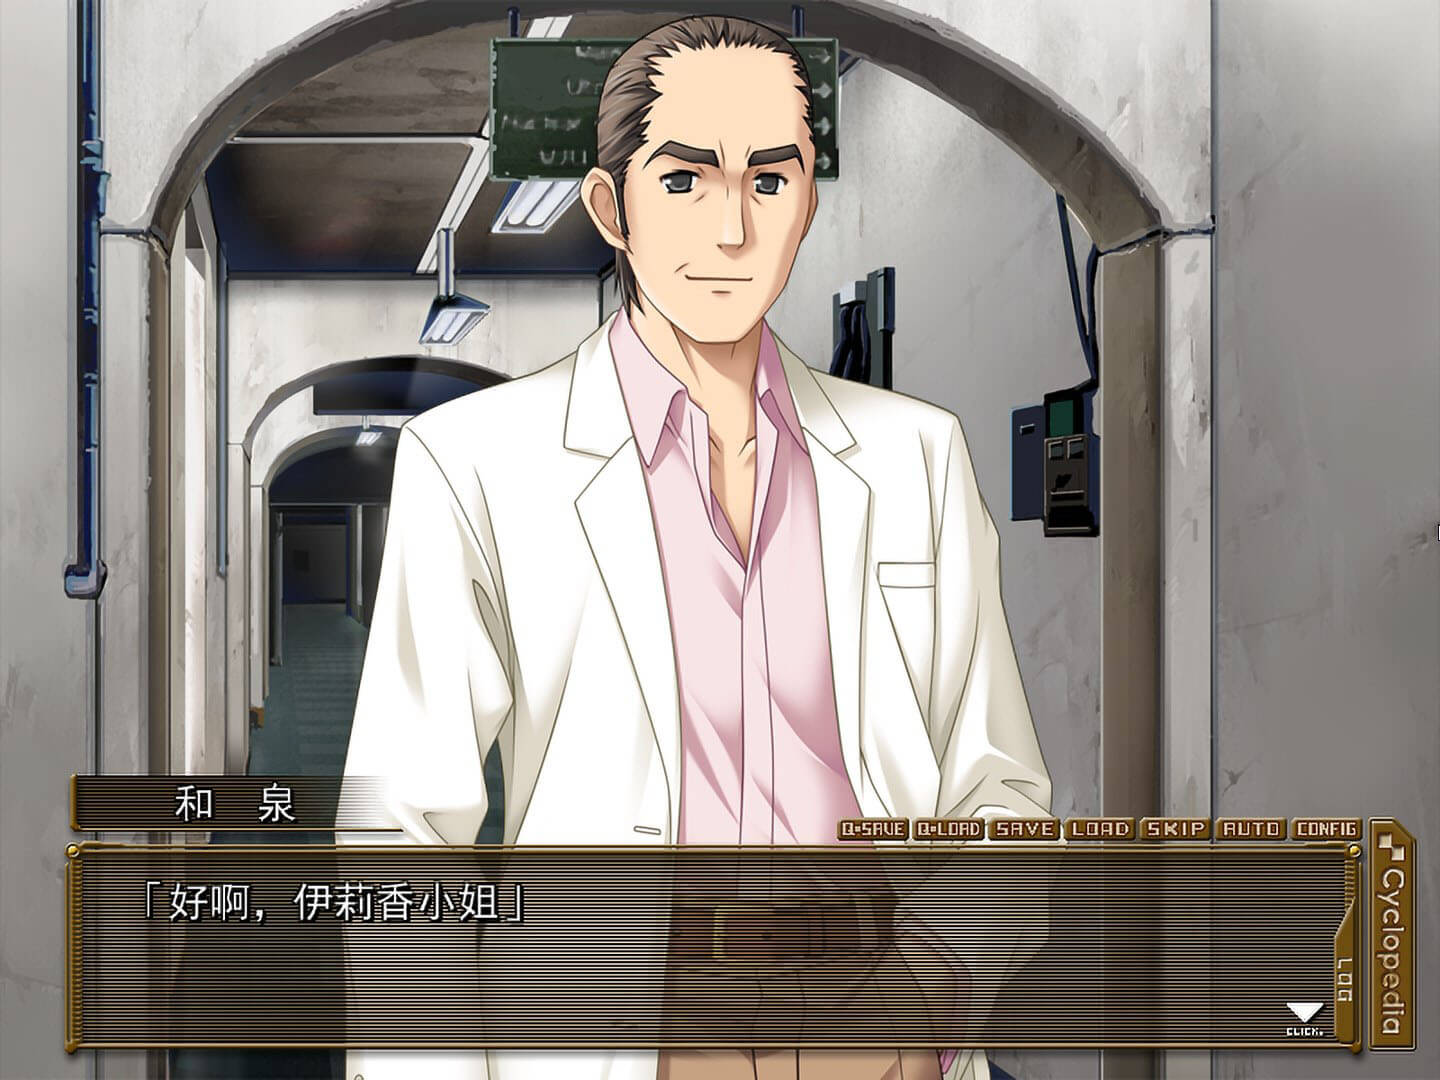 和　泉
Q-SAVE Q-LOAD SAVE LOAD SKIP AUTO CONFIG
「好啊，伊莉香小姐」
Cyclopedia
LOG
CLICK.